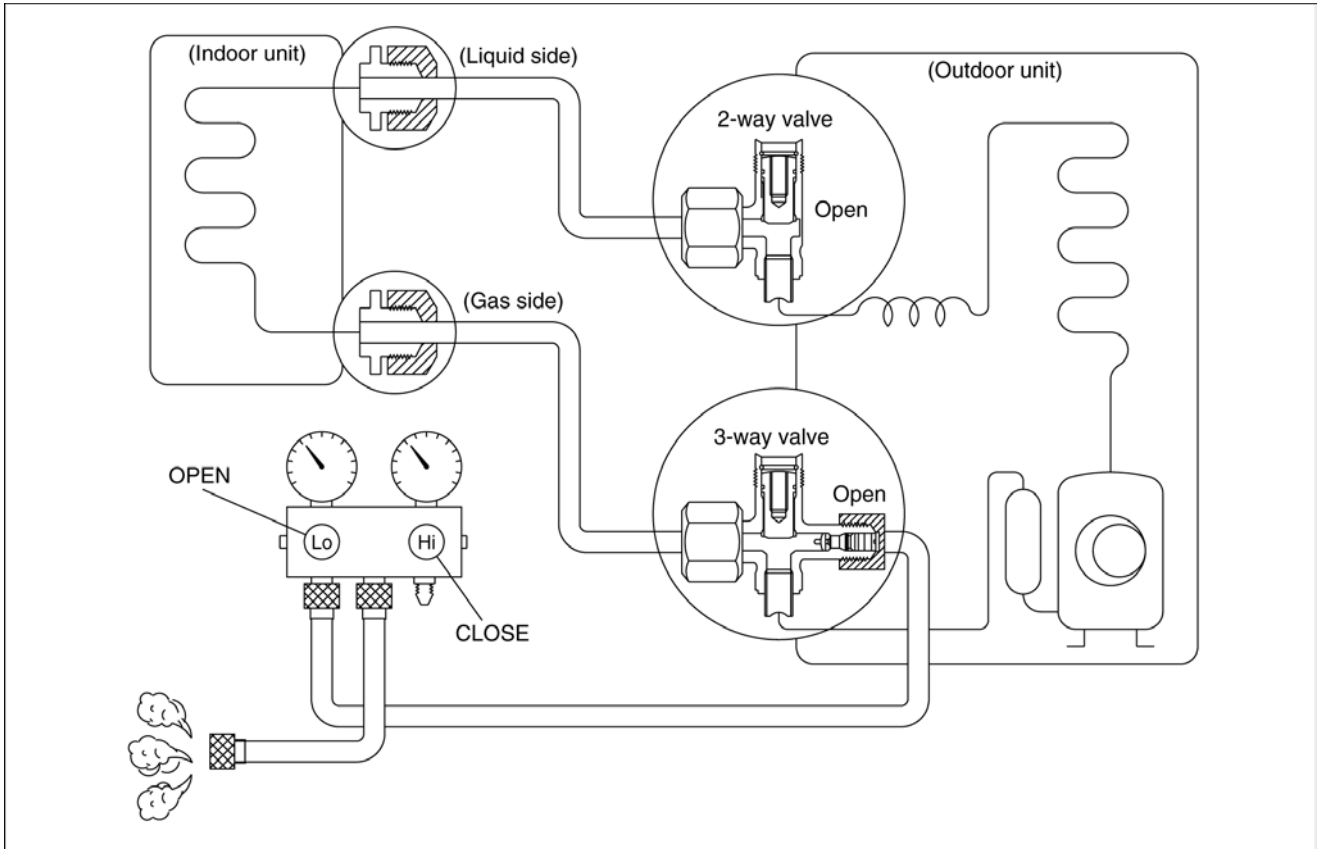 (Indoor unit)
(Liquid side)
(Outdoor unit)
2-way valve
Open
(Gas side)
3-way valve
Open
OPEN
Lo
Hi
CLOSE